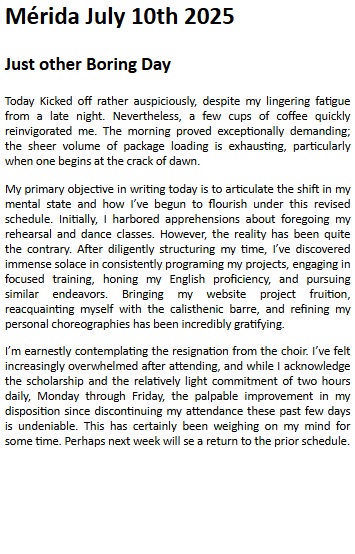 Mérida July 10th 2025
Just other Boring Day
Today Kicked off rather auspiciously, despite my lingering fatigue
from a late night. Nevertheless, a few cups of coffee quickly
reinvigorated me. The morning proved exceptionally demanding;
the sheer volume of package loading is exhausting, particularly
when one begins at the crack of dawn.
My primary objective in writing today is to articulate the shift in my
mental state and how I've begun to flourish under this revised
schedule. Initially, I harbored apprehensions about foregoing my
rehearsal and dance classes. However, the reality has been quite
the contrary. After diligently structuring my time, I've discovered
immense solace in consistently programing my projects, engaging in
focused training, honing my English proficiency, and pursuing
similar endeavors. Bringing my website project fruition,
reacquainting myself with the calisthenic barre, and refining my
personal choreographies has been incredibly gratifying.
I'm earnestly contemplating the resignation from the choir. I've felt
increasingly overwhelmed after attending, and while I acknowledge
the scholarship and the relatively light commitment of two hours
daily, Monday through Friday, the palpable improvement in my
disposition since discontinuing my attendance these past few days
is undeniable. This has certainly been weighing on my mind for
some time. Perhaps next week will se a return to the prior schedule.